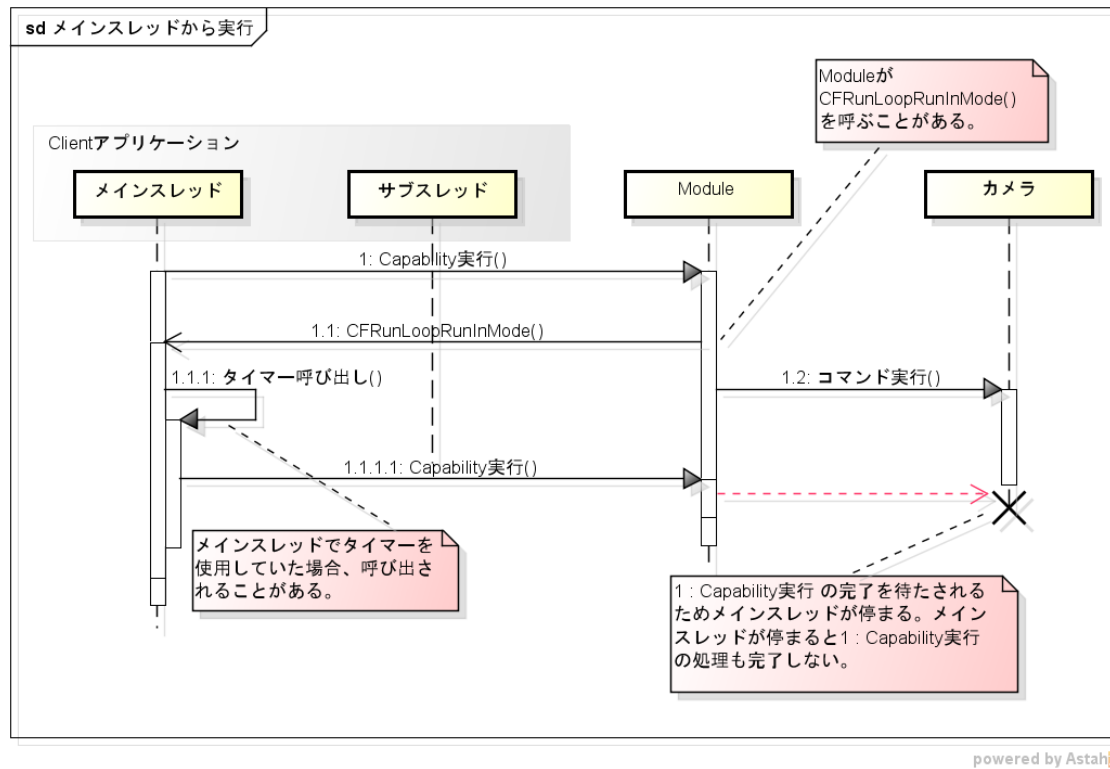 sd メインスレッドから実行
Moduleが
CFRunLoopRunInMode()
を呼ぶことがある。
Clientアプリケーション
メインスレッド
サブスレッド
Module
カメラ
1: Capability実行()
1.1: CFRunLoopRunInMode()
1.1.1: タイマー呼び出し()
1.2: コマンド実行()
1.1.1.1: Capability実行()
メインスレッドでタイマーを
使用していた場合、呼び出さ
れることがある。
1 : Capability実行 の完了を待たされる
ためメインスレッドが停まる。メイン
スレッドが停まると1 : Capability実行
の処理も完了しない。
powered by Astah